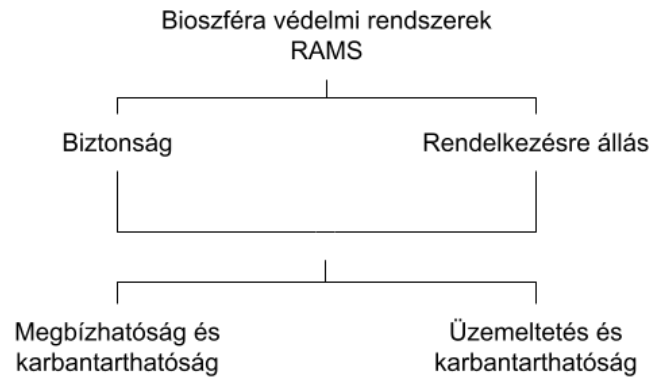 Bioszféra védelmi rendszerek
RAMS
Biztonság
Rendelkezésre állás
Megbízhatóság és
karbantarthatóság
Üzemeltetés és
karbantarthatóság